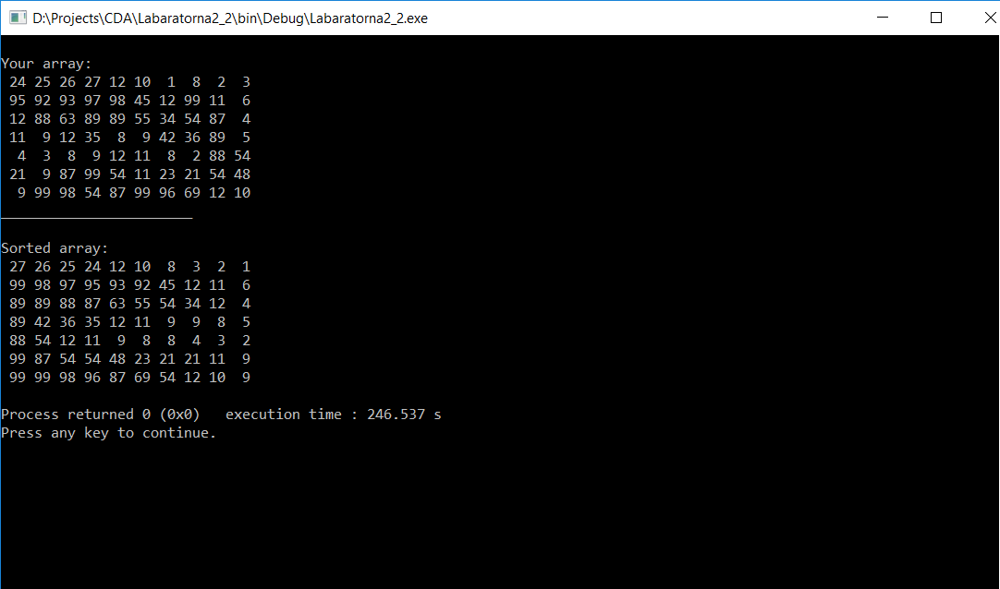 D:\Projects\CDA\Labaratorna2_2\bin\Debug\Labaratorna2_2.exe
Your array:
24 25 26 27 12 10 1 8 2 3
95 92 93 97 98 45 12 99 11 6
12 88 63 89 89 55 34 54 87 4
11 9 12 35 8 9 42 36 89 5
4 3 8 9 12 11 8 2 88 54
21 9 87 99 54 11 23 21 54 48
9 99 98 54 87 99 96 69 12 10
_______________________
Sorted array:
27 26 25 24 12 10 8 3 2 1
99 98 97 95 93 92 45 12 11 6
89 89 88 87 63 55 54 34 12 4
89 42 36 35 12 11 9 9 8 5
88 54 12 11 9 8 8 4 3 2
99 87 54 54 48 23 21 21 11 9
99 99 98 96 87 69 54 12 10 9
Process returned 0 (0x0)   execution time : 246.537 s
Press any key to continue.